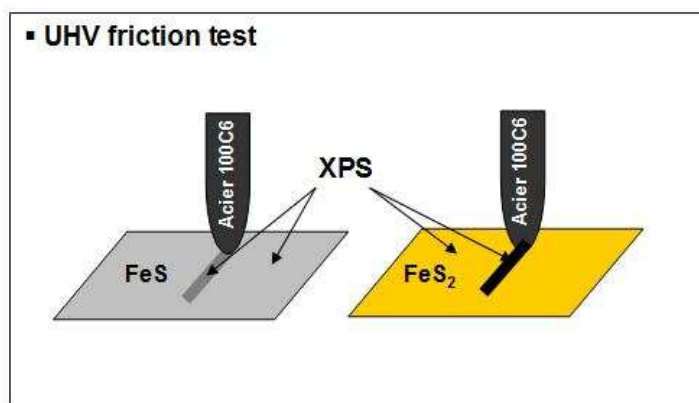 ▪ UHV friction test
Acier 100C6
XPS
Acier 100C6
FeS
FeS₂